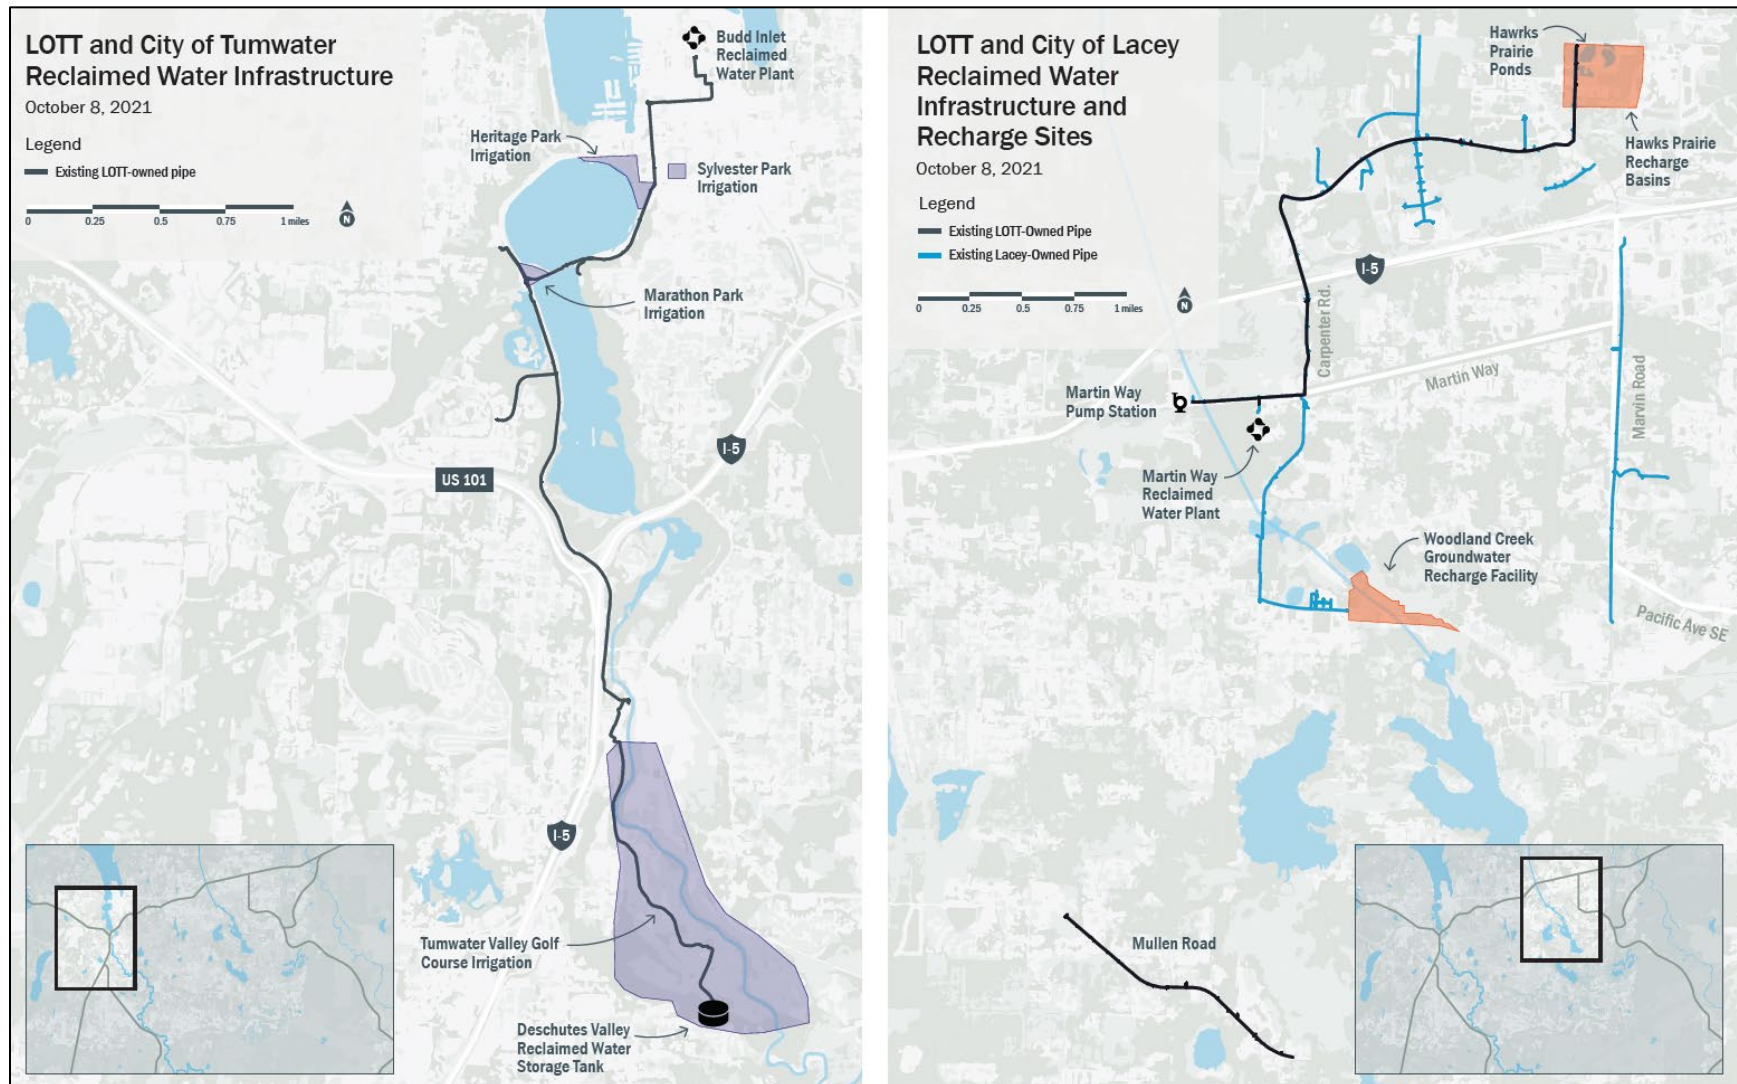 LOTT and City of Tumwater
Reclaimed Water Infrastructure
October 8, 2021
Legend
Existing LOTT-owned pipe
0 0.25 0.5 0.75 1 miles
N
Budd Inlet
Reclaimed
Water Plant
Heritage Park
Irrigation
Sylvester Park
Irrigation
Marathon Park
Irrigation
I-5
US 101
I-5
Tumwater Valley Golf
Course Irrigation
Deschutes Valley
Reclaimed Water
Storage Tank
LOTT and City of Lacey
Reclaimed Water
Infrastructure and
Recharge Sites
October 8, 2021
Legend
Existing LOTT-Owned Pipe
Existing Lacey-Owned Pipe
0 0.25 0.5 0.75 1 miles
N
Hawrks
Prairie
Ponds
Hawks Prairie
Recharge
Basins
I-5
Carpenter Rd.
Martin Way
Marvin Road
Martin Way
Pump Station
Martin Way
Reclaimed
Water Plant
Woodland Creek
Groundwater
Recharge Facility
Pacific Ave SE
Mullen Road